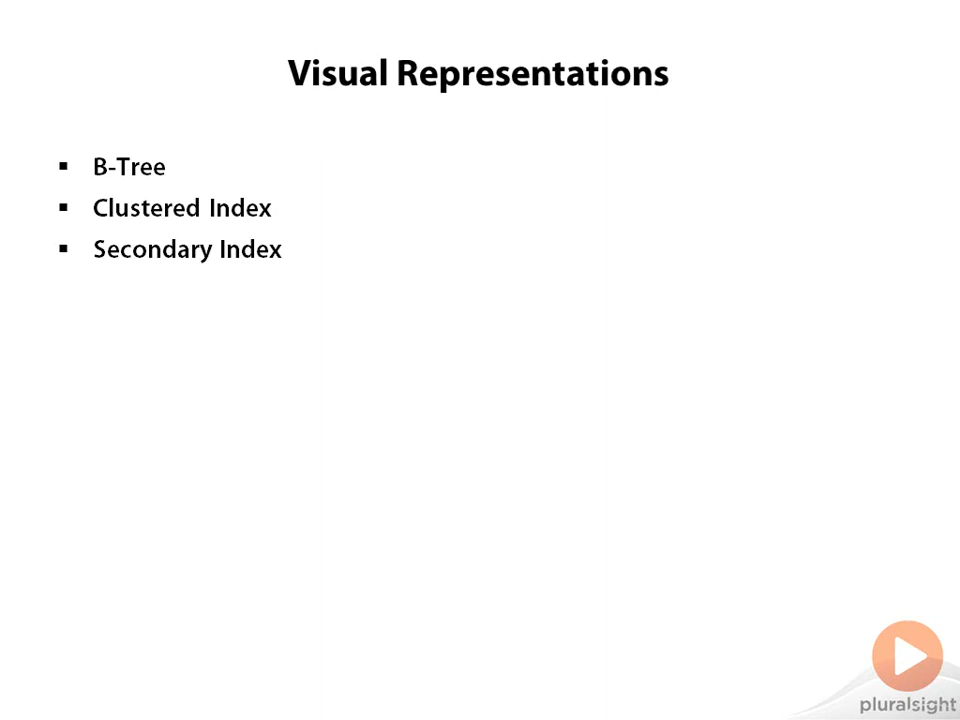 Visual Representations
▪ B-Tree
▪ Clustered Index
▪ Secondary Index
pluralsight